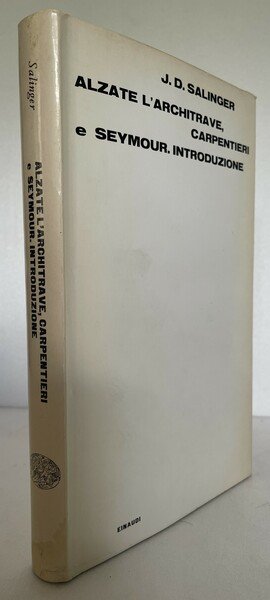 J. D. SALINGER
ALZATE L'ARCHITRAVE,
CARPENTIERI
e SEYMOUR. INTRODUZIONE
EINAUDI
Salinger
ALZATE L'ARCHITRAVE, CARPENTIERI
e SEYMOUR. INTRODUZIONE